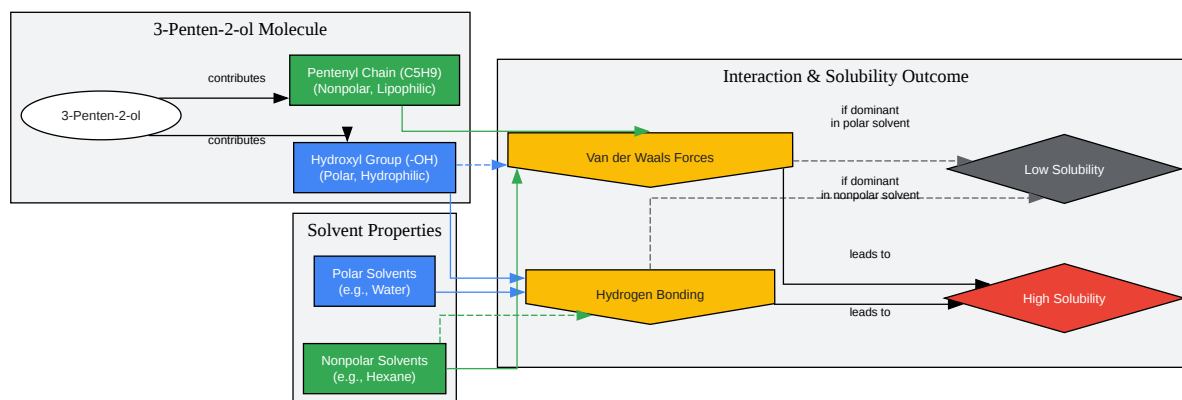 3-Penten-2-ol Molecule
3-Penten-2-ol
contributes
contributes
Pentenyl Chain (C5H9)
(Nonpolar, Lipophilic)
Hydroxyl Group (-OH)
(Polar, Hydrophilic)
Solvent Properties
Polar Solvents
(e.g., Water)
Nonpolar Solvents
(e.g., Hexane)
Interaction & Solubility Outcome
Van der Waals Forces
Hydrogen Bonding
if dominant
in polar solvent
if dominant
in nonpolar solvent
leads to
leads to
Low Solubility
High Solubility